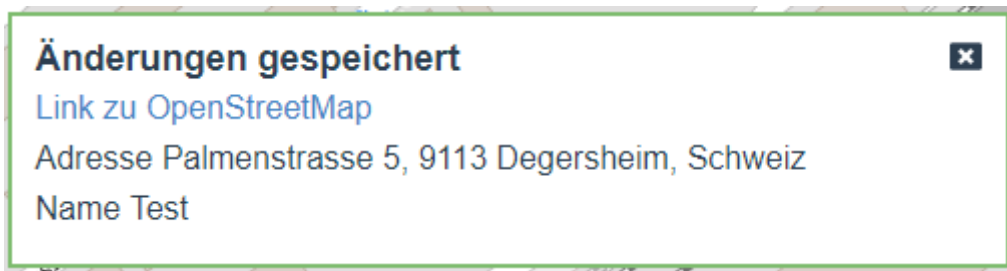 Änderungen gespeichert
Link zu OpenStreetMap
Adresse Palmenstrasse 5, 9113 Degersheim, Schweiz
Name Test